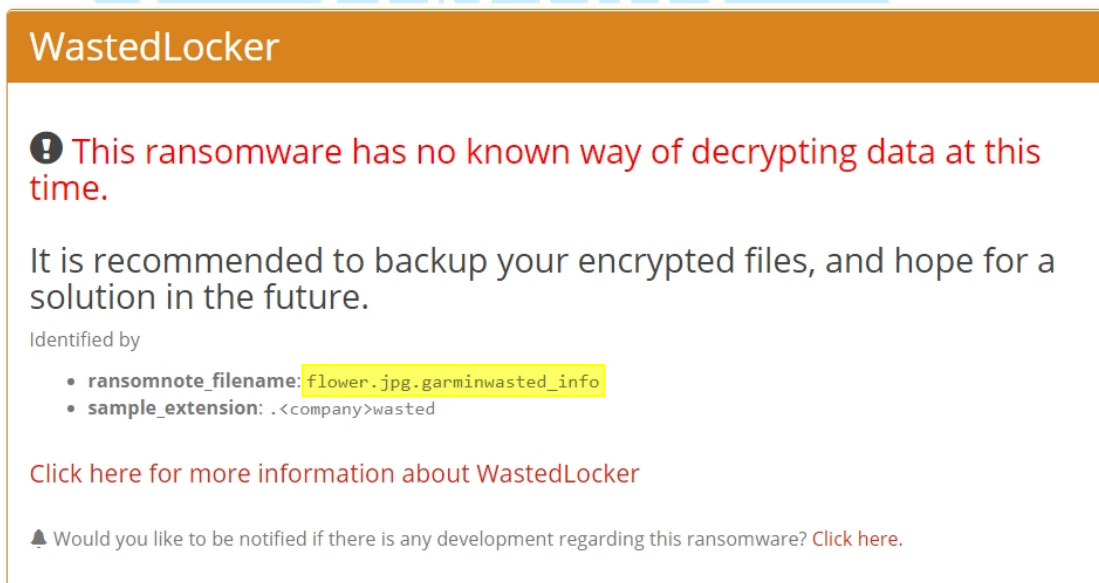 WastedLocker
This ransomware has no known way of decrypting data at this
time.
It is recommended to backup your encrypted files, and hope for a
solution in the future.
Identified by
• ransomnote_filename: flower.jpg.garminwasted_info
• sample_extension: .<company>wasted
Click here for more information about WastedLocker
Would you like to be notified if there is any development regarding this ransomware? Click here.